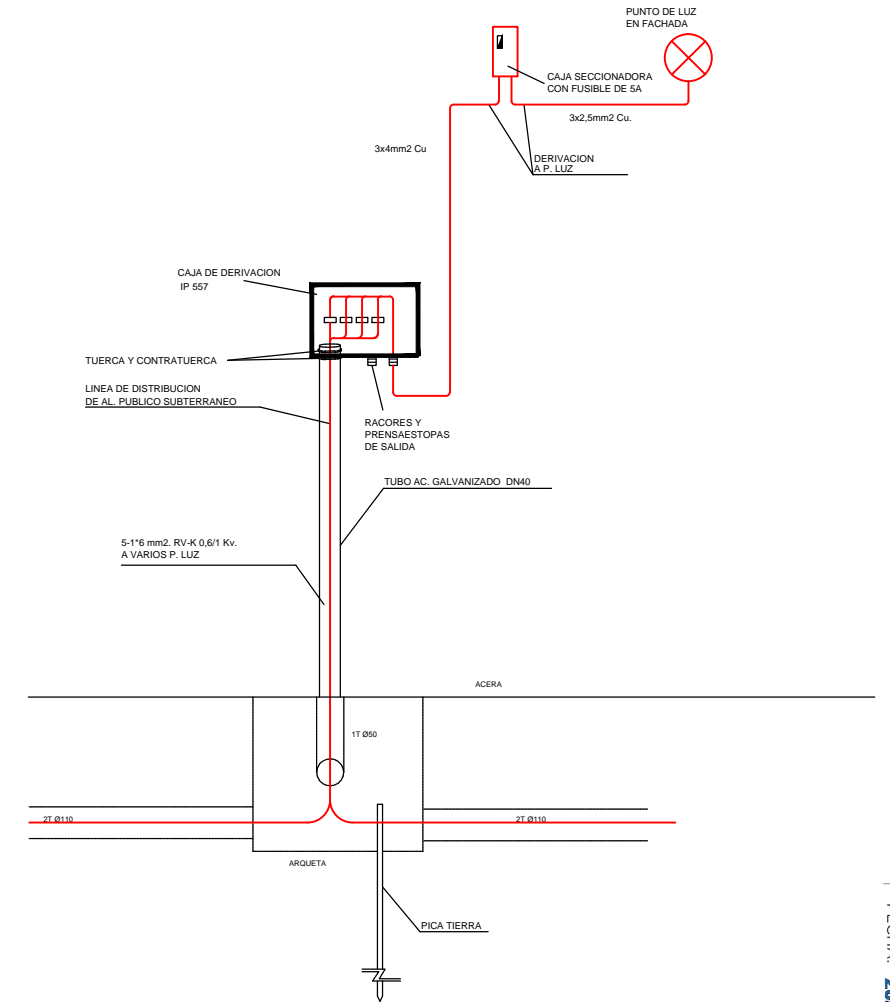 PUNTO DE LUZ
EN FACHADA
CAJA SECCIONADORA
CON FUSIBLE DE 5A
3x2,5mm2 Cu.
3x4mm2 Cu
DERIVACION
A P. LUZ
CAJA DE DERIVACION
IP 557
TUERCA Y CONTRATUERCA
LINEA DE DISTRIBUCION
DE AL. PUBLICO SUBTERRANEO
RACORES Y
PRENSAESTOPAS
DE SALIDA
TUBO AC. GALVANIZADO DN40
5-1*6 mm2. RV-K 0,6/1 Kv.
A VARIOS P. LUZ
ACERA
1T Ø50
2T Ø110
2T Ø110
ARQUETA
PICA TIERRA